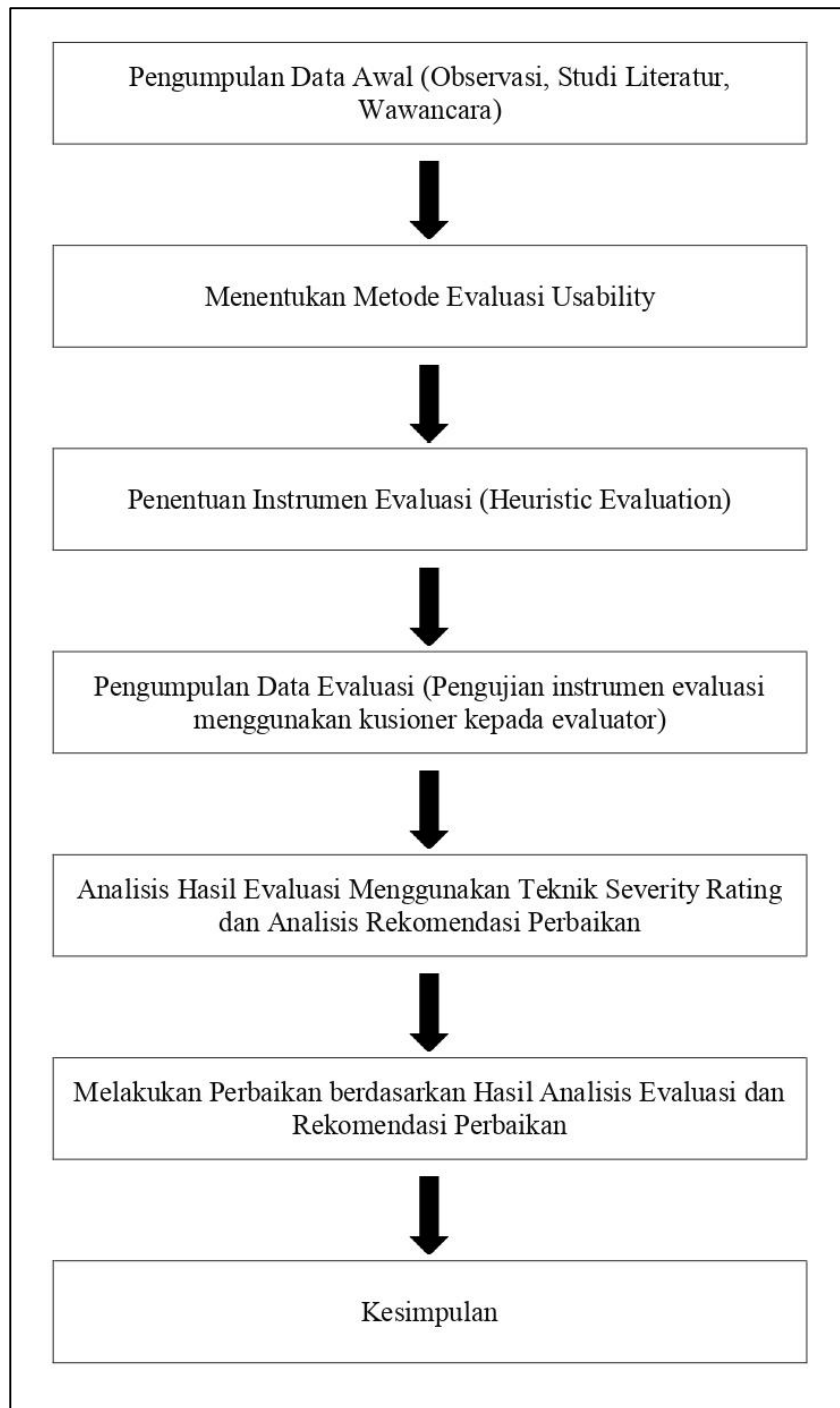 Pengumpulan Data Awal (Observasi, Studi Literatur,
Wawancara)
Menentukan Metode Evaluasi Usability
Penentuan Instrumen Evaluasi (Heuristic Evaluation)
Pengumpulan Data Evaluasi (Pengujian instrumen evaluasi
menggunakan kusioner kepada evaluator)
Analisis Hasil Evaluasi Menggunakan Teknik Severity Rating
dan Analisis Rekomendasi Perbaikan
Melakukan Perbaikan berdasarkan Hasil Analisis Evaluasi dan
Rekomendasi Perbaikan
Kesimpulan